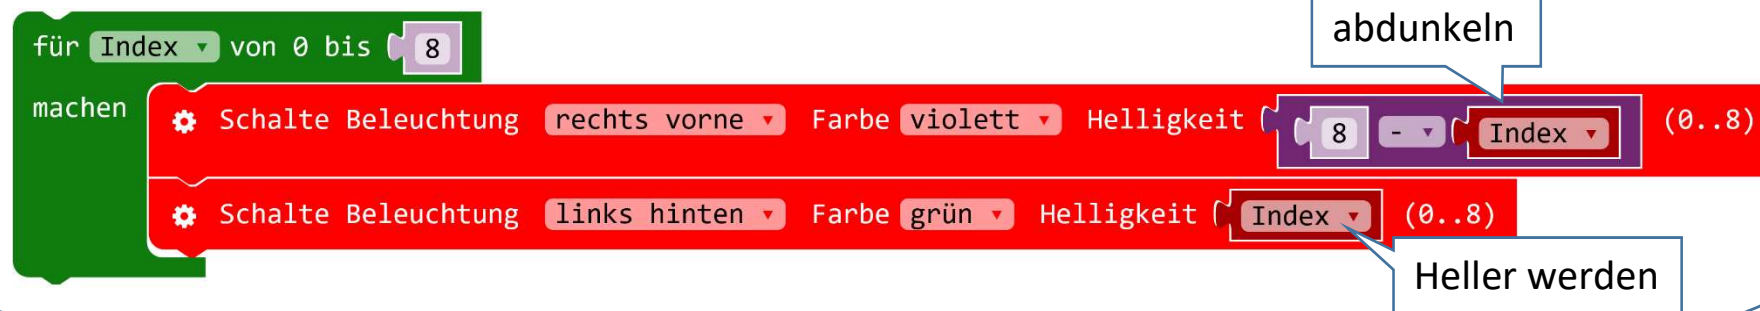 abdunkeln
für Index von 0 bis 8
machen
Schalte Beleuchtung rechts vorne Farbe violett Helligkeit 8 - Index (0..8)
Schalte Beleuchtung links hinten Farbe grün Helligkeit Index (0..8)
Heller werden